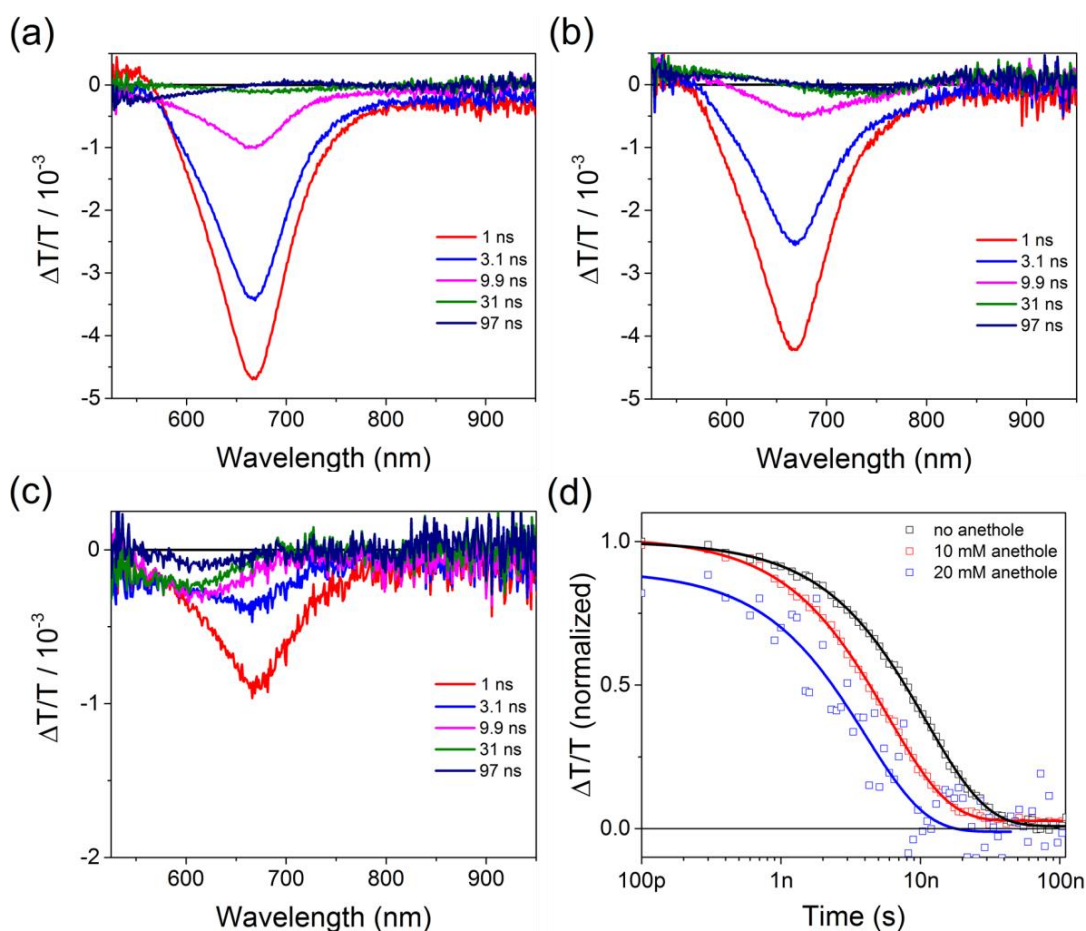 (a)
0
-1
-2
-3
-4
-5
ΔT/T / 10⁻³
1 ns
3.1 ns
9.9 ns
31 ns
97 ns
600 700 800 900
Wavelength (nm)
(b)
0
-1
-2
-3
-4
-5
ΔT/T / 10⁻³
1 ns
3.1 ns
9.9 ns
31 ns
97 ns
600 700 800 900
Wavelength (nm)
(c)
0
-1
-2
ΔT/T / 10⁻³
1 ns
3.1 ns
9.9 ns
31 ns
97 ns
600 700 800 900
Wavelength (nm)
(d)
1.0
0.5
0.0
ΔT/T (normalized)
no anethole
10 mM anethole
20 mM anethole
100p 1n 10n 100n
Time (s)